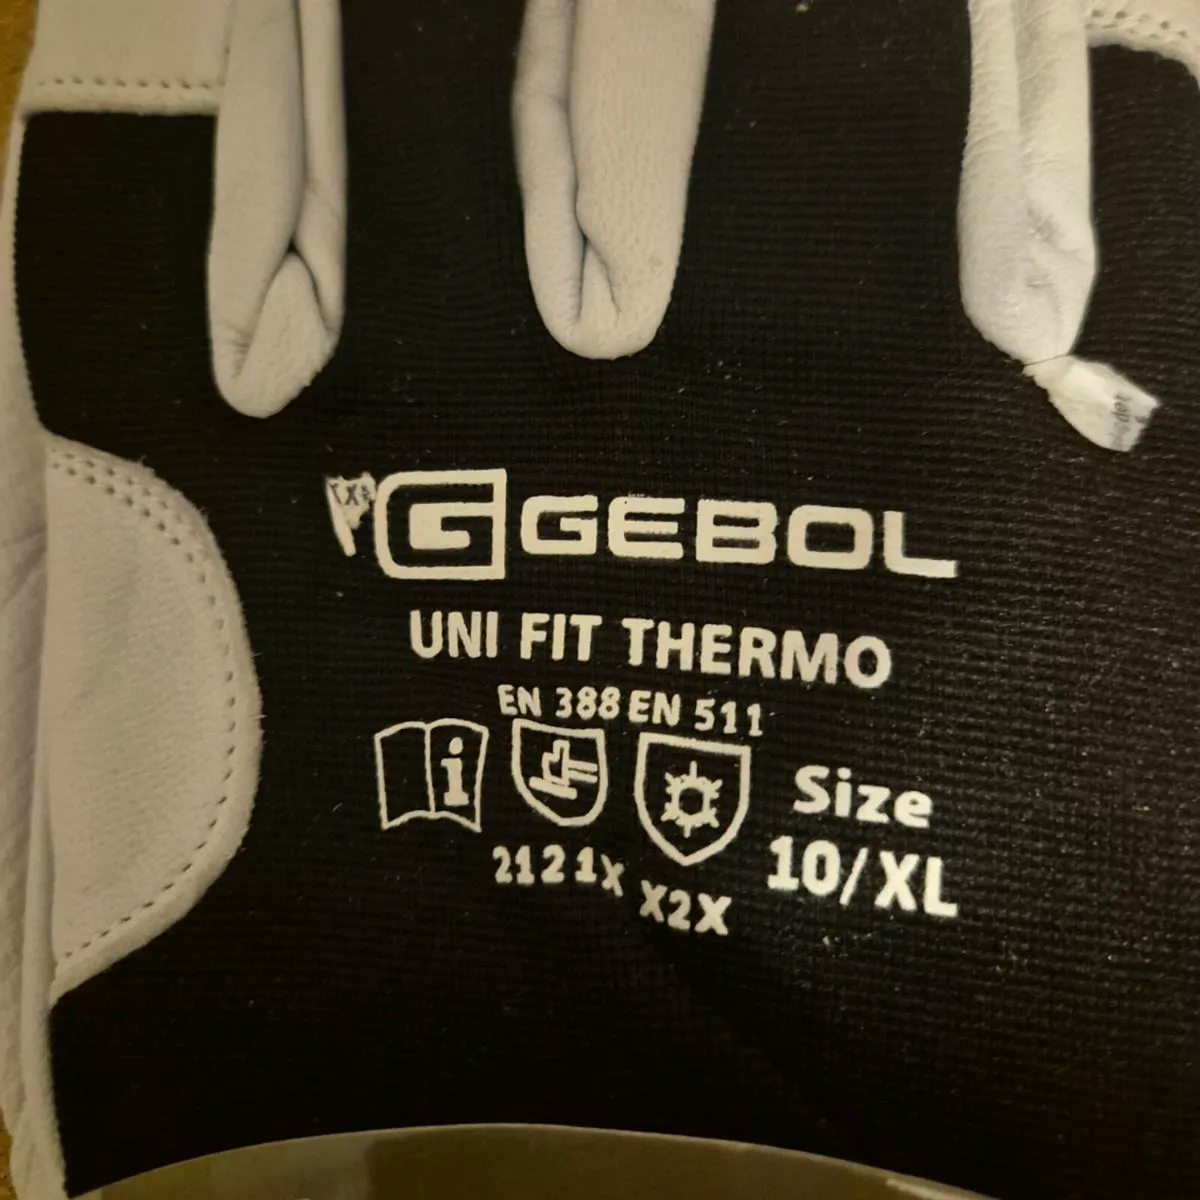 GEBOL
UNI FIT THERMO
EN 388 EN 511
i
Size
2121X X2X 10/XL